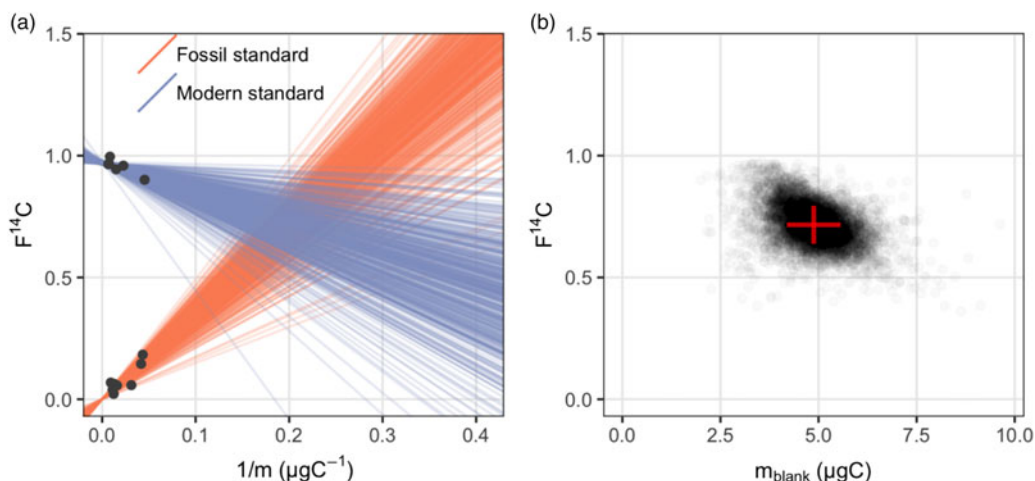 (a)
1.5
1.0
0.5
0.0
F¹⁴C
Fossil standard
Modern standard
0.0 0.1 0.2 0.3 0.4
1/m (µgC⁻¹)
(b)
1.5
1.0
0.5
0.0
F¹⁴C
0.0 2.5 5.0 7.5 10.0
m_blank (µgC)